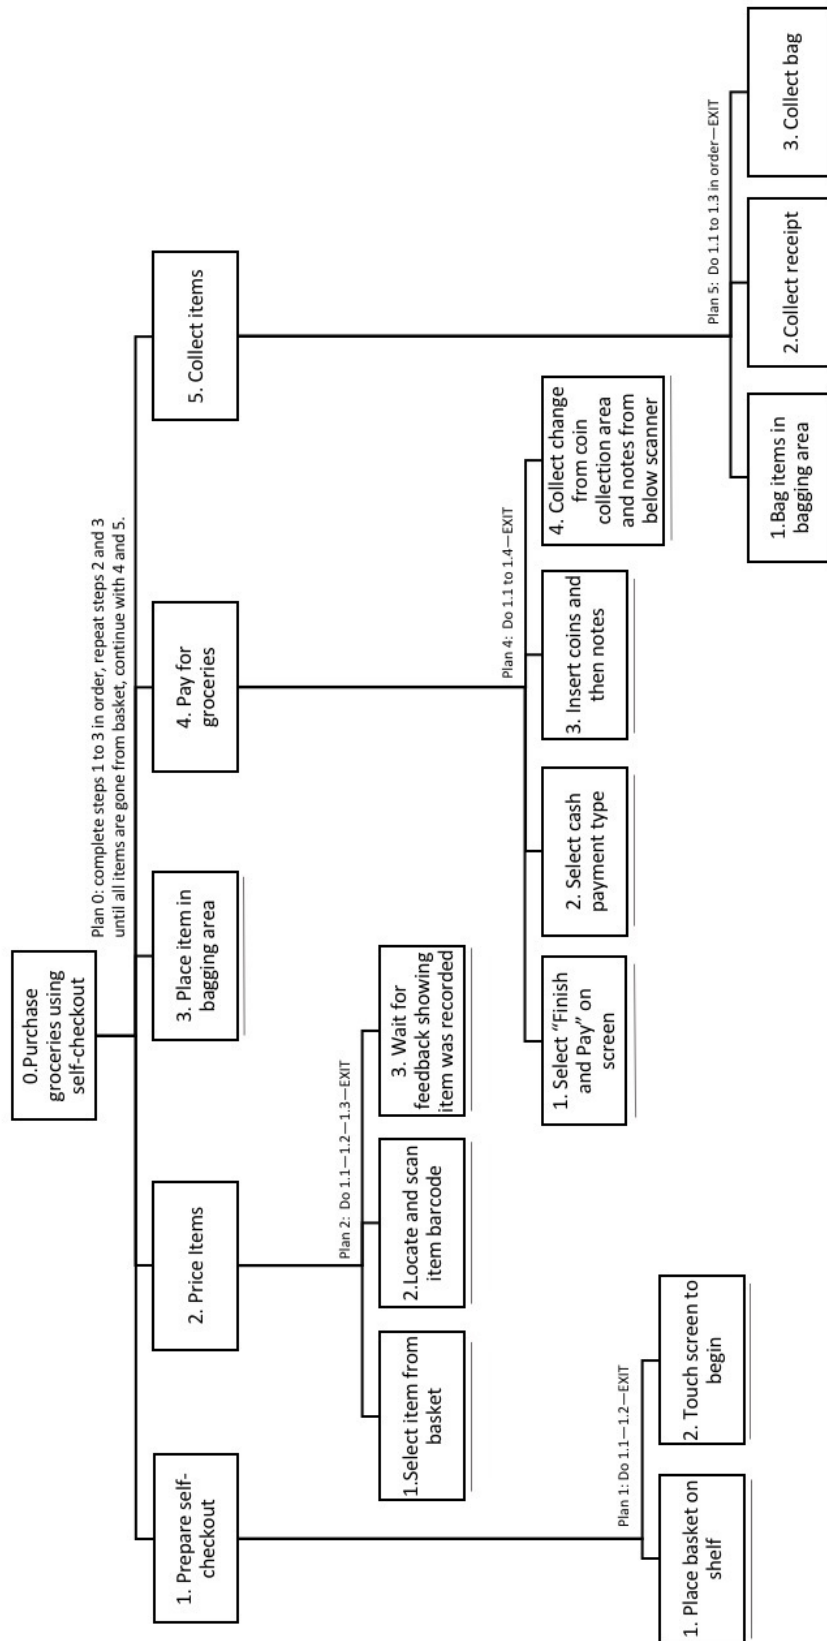 0.Purchase
groceries using
self-checkout
Plan 0: complete steps 1 to 3 in order, repeat steps 2 and 3
until all items are gone from basket, continue with 4 and 5.
1. Prepare self-
checkout
2. Price Items
3. Place item in
bagging area
4. Pay for
groceries
5. Collect items
Plan 2: Do 1.1—1.2—1.3—EXIT
1.Select item from
basket
2.Locate and scan
item barcode
3. Wait for
feedback showing
item was recorded
Plan 4: Do 1.1 to 1.4—EXIT
1. Select “Finish
and Pay” on
screen
2. Select cash
payment type
3. Insert coins and
then notes
4. Collect change
from coin
collection area
and notes from
below scanner
Plan 1: Do 1.1—1.2—EXIT
1. Place basket on
shelf
2. Touch screen to
begin
Plan 5: Do 1.1 to 1.3 in order—EXIT
1.Bag items in
bagging area
2.Collect receipt
3. Collect bag